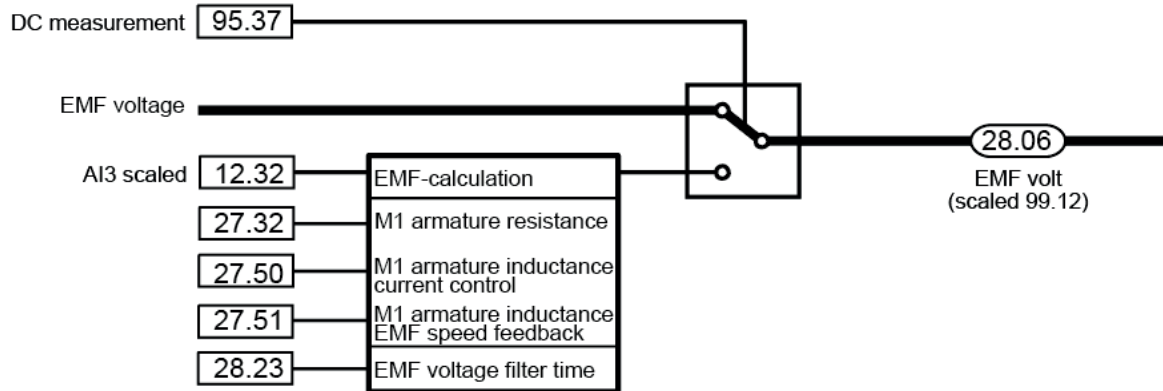 DC measurement 95.37
EMF voltage
28.06
EMF volt
(scaled 99.12)
AI3 scaled 12.32 EMF-calculation
27.32 M1 armature resistance
27.50 M1 armature inductance
current control
27.51 M1 armature inductance
EMF speed feedback
28.23 EMF voltage filter time